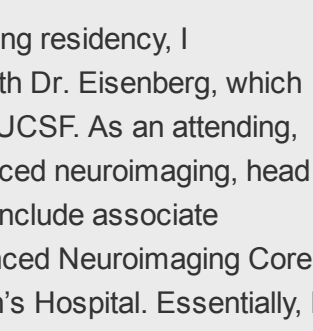 ng residency, I
th Dr. Eisenberg, which
UCSF. As an attending,
ced neuroimaging, head
nclude associate
nced Neuroimaging Core
n's Hospital. Essentially, I